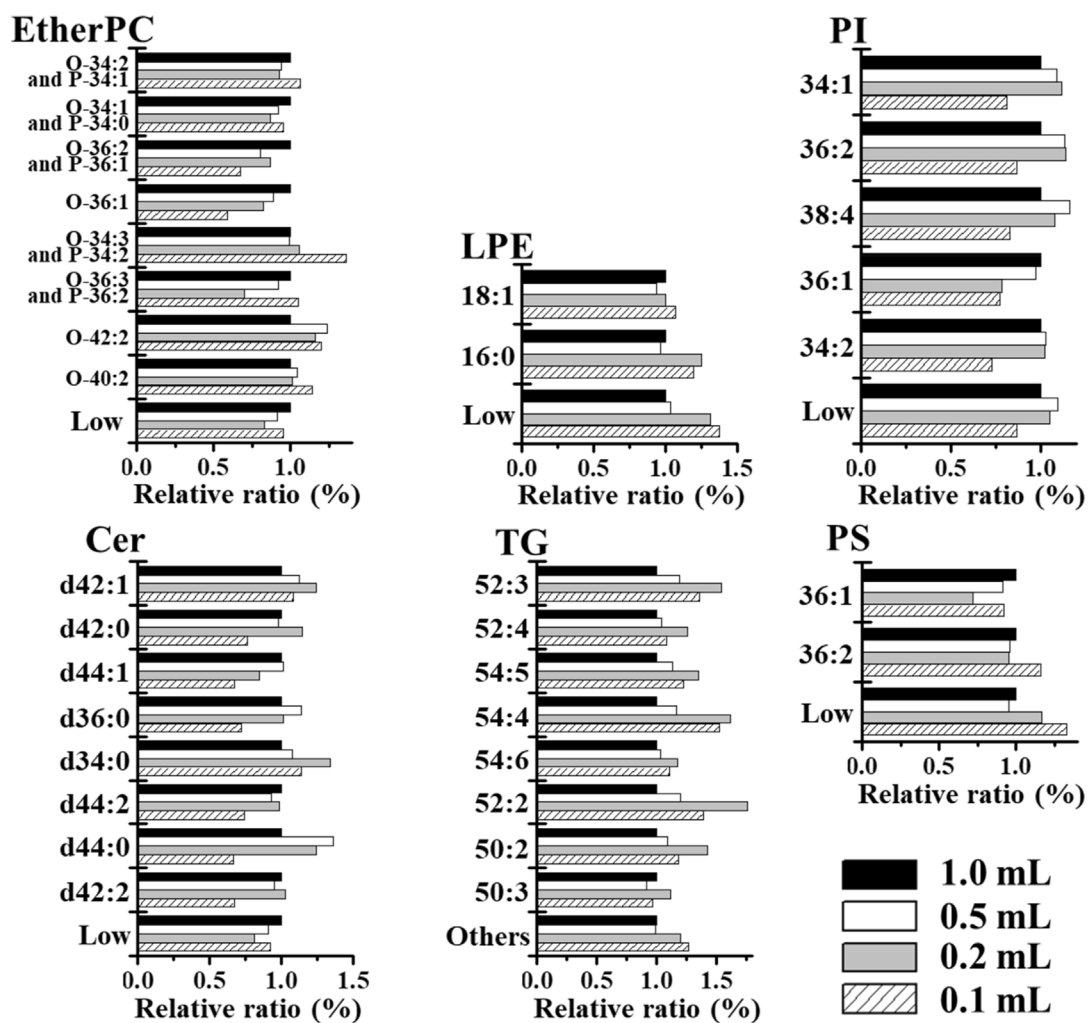 EtherPC
O-34:2
and P-34:1
O-34:1
and P-34:0
O-36:2
and P-36:1
O-36:1
O-34:3
and P-34:2
O-36:3
and P-36:2
O-42:2
O-40:2
Low
0.0 0.5 1.0
Relative ratio (%)
LPE
18:1
16:0
Low
0.0 0.5 1.0 1.5
Relative ratio (%)
PI
34:1
36:2
38:4
36:1
34:2
Low
0.0 0.5 1.0
Relative ratio (%)
Cer
d42:1
d42:0
d44:1
d36:0
d34:0
d44:2
d44:0
d42:2
Low
0.0 0.5 1.0 1.5
Relative ratio (%)
TG
52:3
52:4
54:5
54:4
54:6
52:2
50:2
50:3
Others
0.0 0.5 1.0 1.5
Relative ratio (%)
PS
36:1
36:2
Low
0.0 0.5 1.0
Relative ratio (%)
1.0 mL
0.5 mL
0.2 mL
0.1 mL